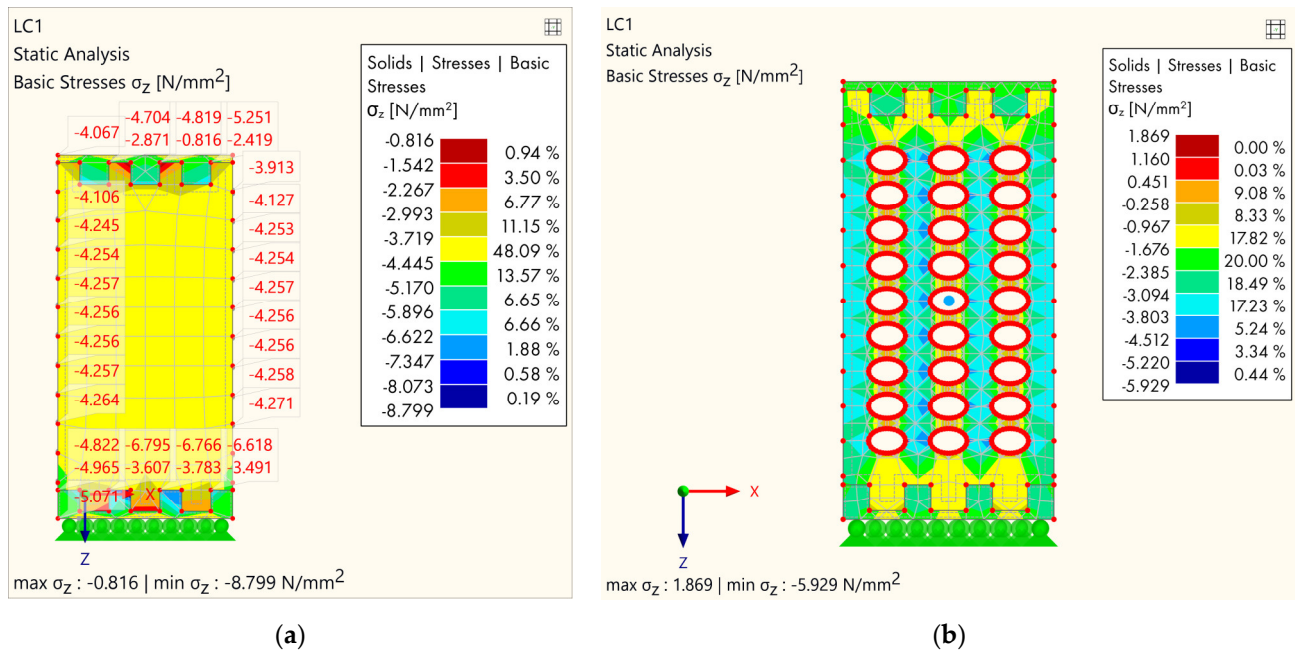 LC1
Static Analysis
Basic Stresses σz [N/mm2]
-4.704 -4.819 -5.251
-4.067
-2.871 -0.816 -2.419
-3.913
-4.106
-4.127
-4.245
-4.253
-4.254
-4.254
-4.257
-4.257
-4.256
-4.256
-4.256
-4.256
-4.257
-4.258
-4.264
-4.271
-4.822 -6.795 -6.766 -6.618
-4.965 -3.607 -3.783 -3.491
-5.071 X
Z
max σz : -0.816 | min σz : -8.799 N/mm2
Solids | Stresses | Basic
Stresses
σz [N/mm2]
-0.816
0.94 %
-1.542
3.50 %
-2.267
6.77 %
-2.993
11.15 %
-3.719
48.09 %
-4.445
13.57 %
-5.170
6.65 %
-5.896
6.66 %
-6.622
1.88 %
-7.347
0.58 %
-8.073
0.19 %
-8.799
(a)
LC1
Static Analysis
Basic Stresses σz [N/mm2]
X
Z
max σz : 1.869 | min σz : -5.929 N/mm2
Solids | Stresses | Basic
Stresses
σz [N/mm2]
1.869
0.00 %
1.160
0.03 %
0.451
9.08 %
-0.258
8.33 %
-0.967
17.82 %
-1.676
20.00 %
-2.385
18.49 %
-3.094
17.23 %
-3.803
5.24 %
-4.512
3.34 %
-5.220
0.44 %
-5.929
(b)